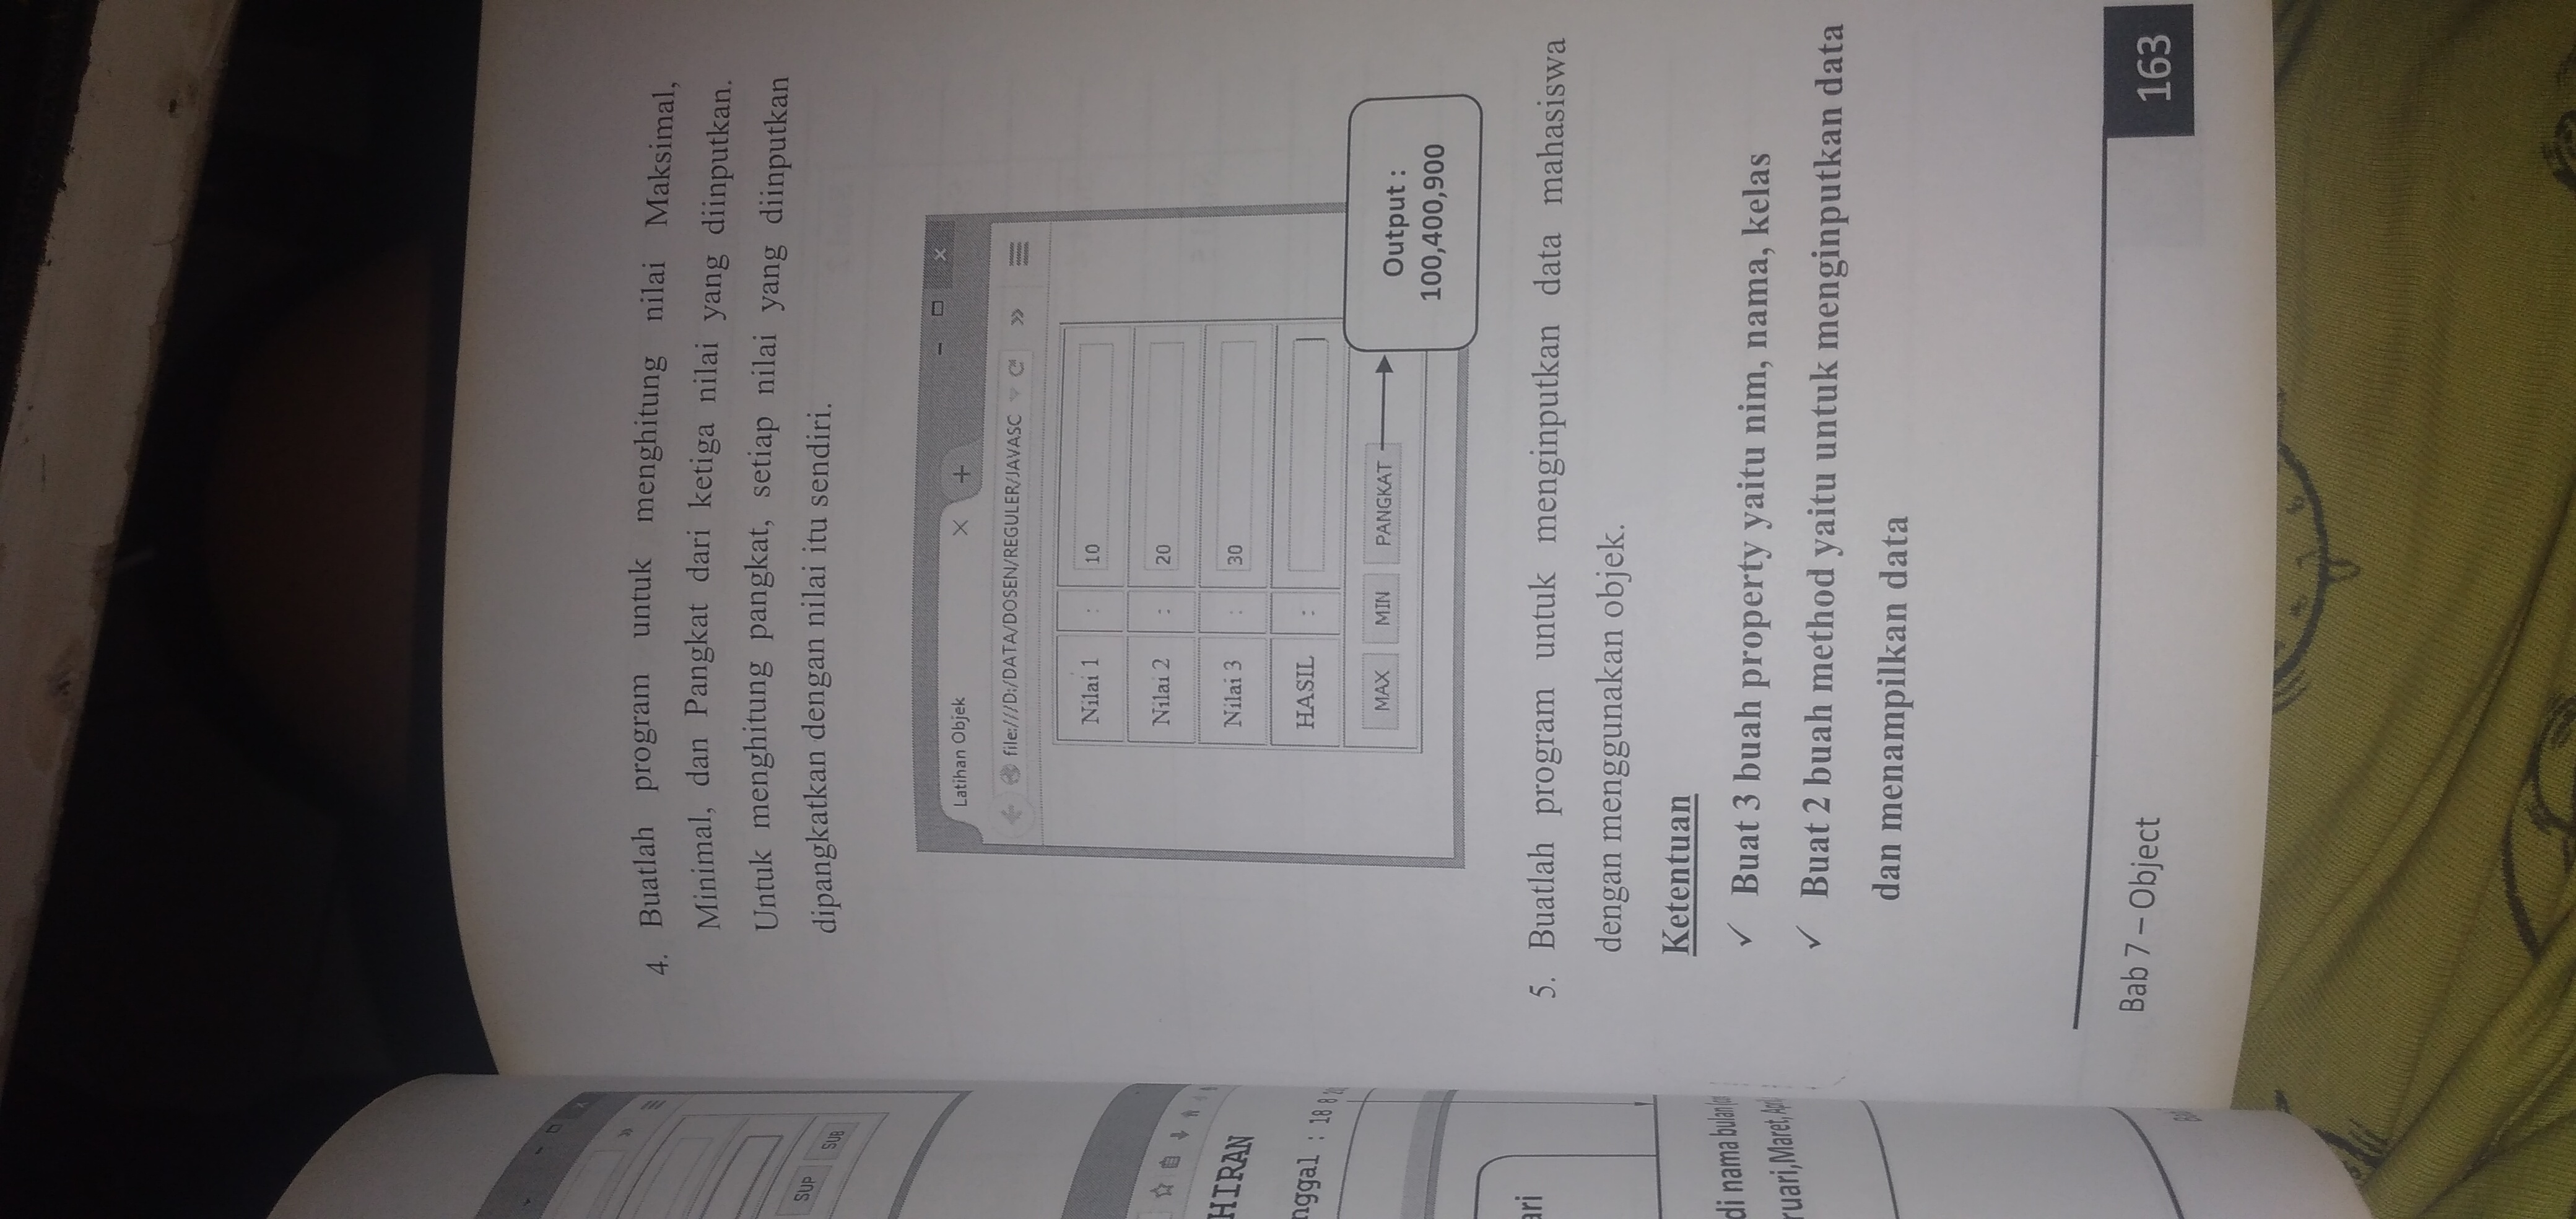 SUP
SUB
HIRAN
nggal : 18 8
ari
di nama bulan
ruari,Maret,
4. Buatlah program untuk menghitung nilai Maksimal,
Minimal, dan Pangkat dari ketiga nilai yang diinputkan.
Untuk menghitung pangkat, setiap nilai yang diinputkan
dipangkatkan dengan nilai itu sendiri.
Latihan Objek
file:///D:/DATA/DOSEN/REGULER/JAVASC
Nilai 1 : 10
Nilai 2 : 20
Nilai 3 : 30
HASIL :
MAX MIN PANGKAT
Output :
100,400,900
5. Buatlah program untuk menginputkan data mahasiswa
dengan menggunakan objek.
Ketentuan
✓ Buat 3 buah property yaitu nim, nama, kelas
✓ Buat 2 buah method yaitu untuk menginputkan data
dan menampilkan data
Bab 7 – Object
163